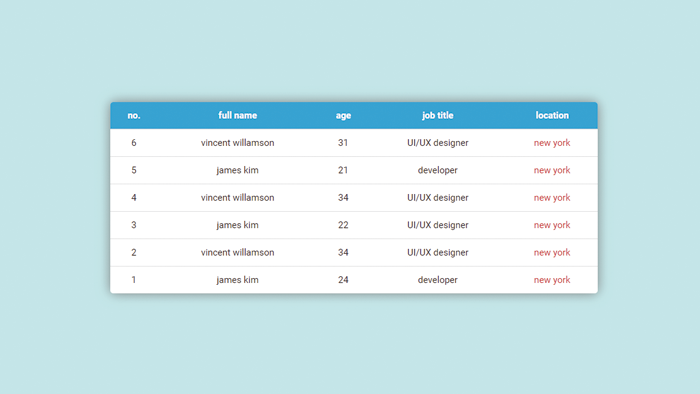 no. full name age job title location
6 vincent willamson 31 UI/UX designer new york
5 james kim 21 developer new york
4 vincent willamson 34 UI/UX designer new york
3 james kim 22 UI/UX designer new york
2 vincent willamson 34 UI/UX designer new york
1 james kim 24 developer new york